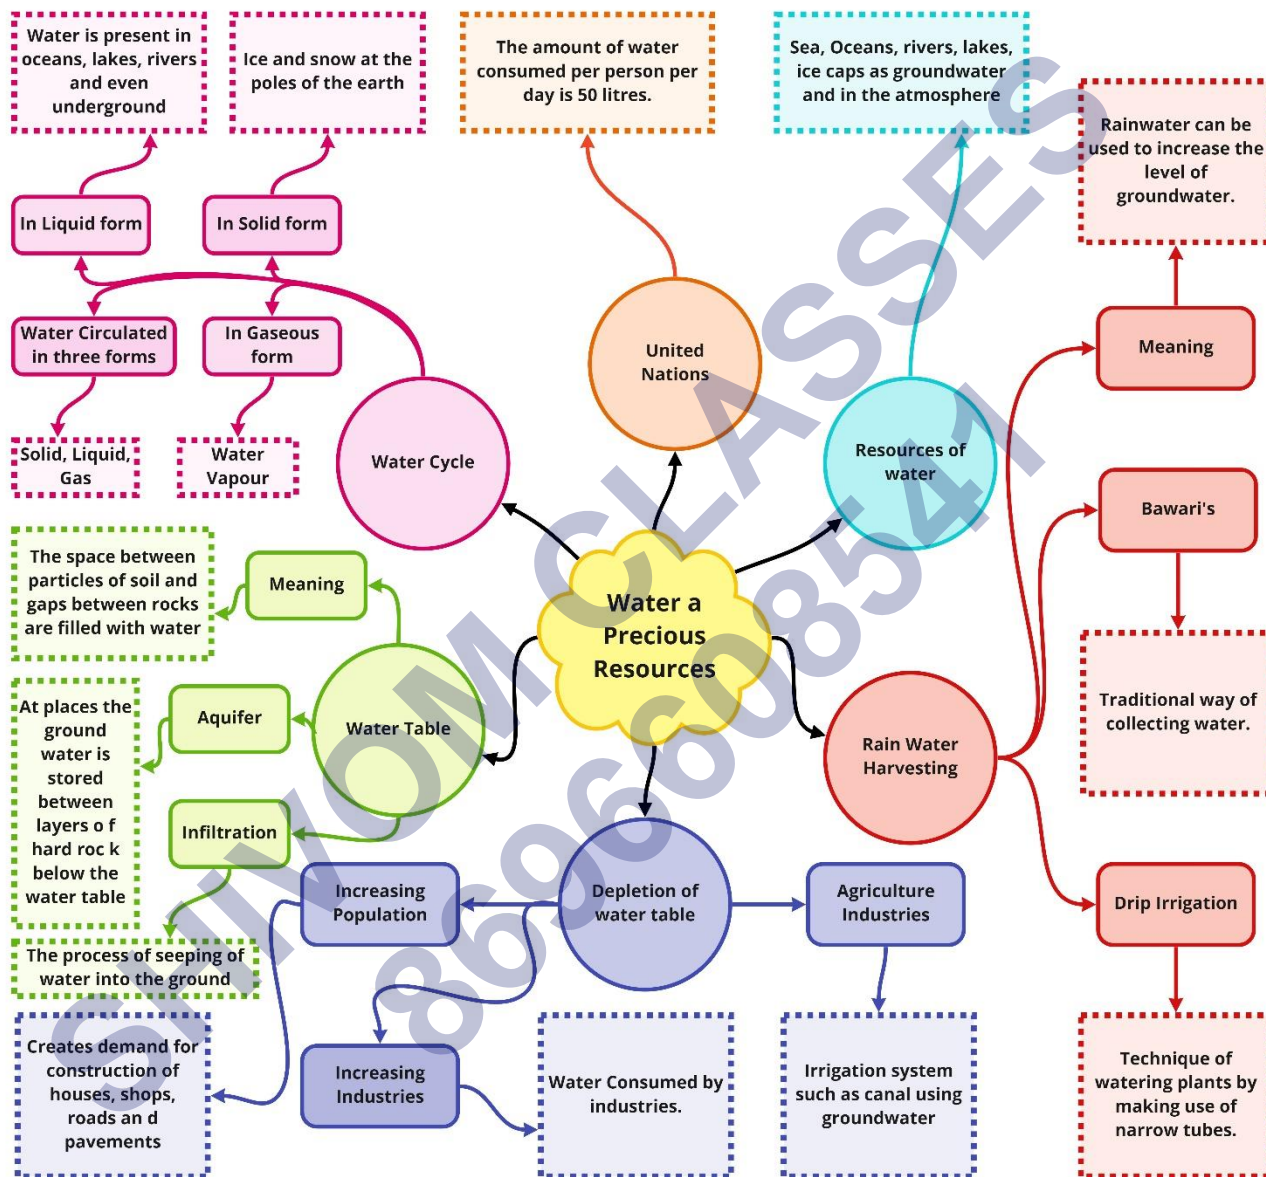 Water is present in
oceans, lakes, rivers
and even
underground
Ice and snow at the
poles of the earth
The amount of water
consumed per person per
day is 50 litres.
Sea, Oceans, rivers, lakes,
ice caps as groundwater
and in the atmosphere
Rainwater can be
used to increase the
level of
groundwater.
In Liquid form
In Solid form
Water Circulated
in three forms
In Gaseous
form
Solid, Liquid,
Gas
Water
Vapour
Water Cycle
United
Nations
Resources of
water
Meaning
Bawari's
Traditional way of
collecting water.
The space between
particles of soil and
gaps between rocks
are filled with water
Meaning
Water a
Precious
Resources
At places the
ground
water is
stored
between
layers o f
hard roc k
below the
water table
Aquifer
Water Table
Infiltration
The process of seeping of
water into the ground
Rain Water
Harvesting
Increasing
Population
Depletion of
water table
Agriculture
Industries
Drip Irrigation
Creates demand for
construction of
houses, shops,
roads an d
pavements
Increasing
Industries
Water Consumed by
industries.
Irrigation system
such as canal using
groundwater
Technique of
watering plants by
making use of
narrow tubes.
SHIVOM CLASSES
8696608541